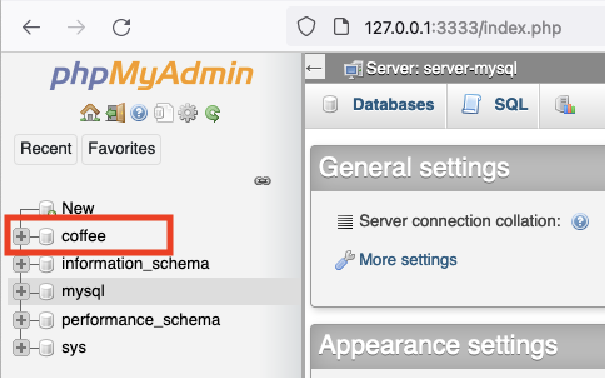 127.0.0.1:3333/index.php
phpMyAdmin
Recent Favorites
New
coffee
information_schema
mysql
performance_schema
sys
Server: server-mysql
Databases SQL
General settings
Server connection collation:
More settings
Appearance settings